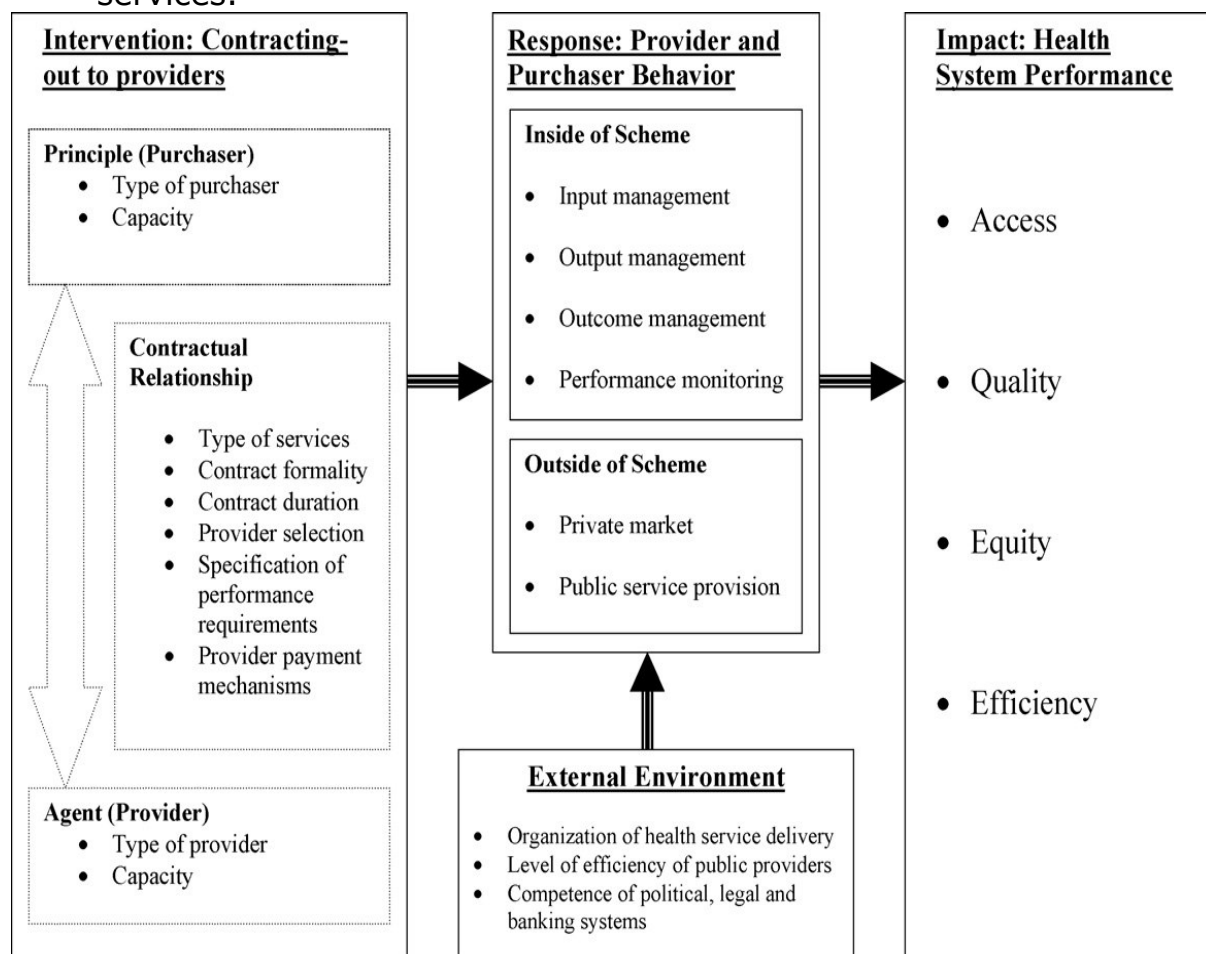 services:
Intervention: Contracting-
out to providers
Principle (Purchaser)
• Type of purchaser
• Capacity
Contractual
Relationship
• Type of services
• Contract formality
• Contract duration
• Provider selection
• Specification of
performance
requirements
• Provider payment
mechanisms
Agent (Provider)
• Type of provider
• Capacity
Response: Provider and
Purchaser Behavior
Inside of Scheme
• Input management
• Output management
• Outcome management
• Performance monitoring
Outside of Scheme
• Private market
• Public service provision
External Environment
• Organization of health service delivery
• Level of efficiency of public providers
• Competence of political, legal and
banking systems
Impact: Health
System Performance
• Access
• Quality
• Equity
• Efficiency